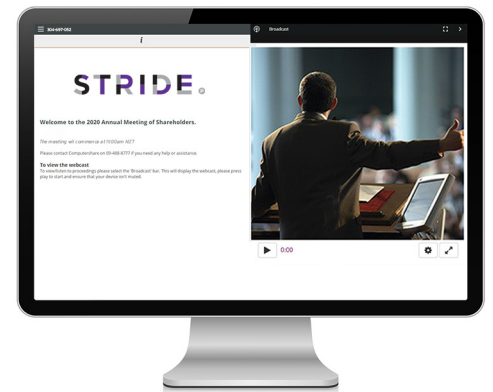 304-697-052
Broadcast
i
STRIDE
Welcome to the 2020 Annual Meeting of Shareholders.
The meeting will commence at 11:00am NZT
Please contact Computershare on 09 488 8777 if you need any help or assistance.
To view the webcast
To view/listen to proceedings please select the 'Broadcast' bar. This will display the webcast, please press
play to start and ensure that your device isn't muted.
0:00